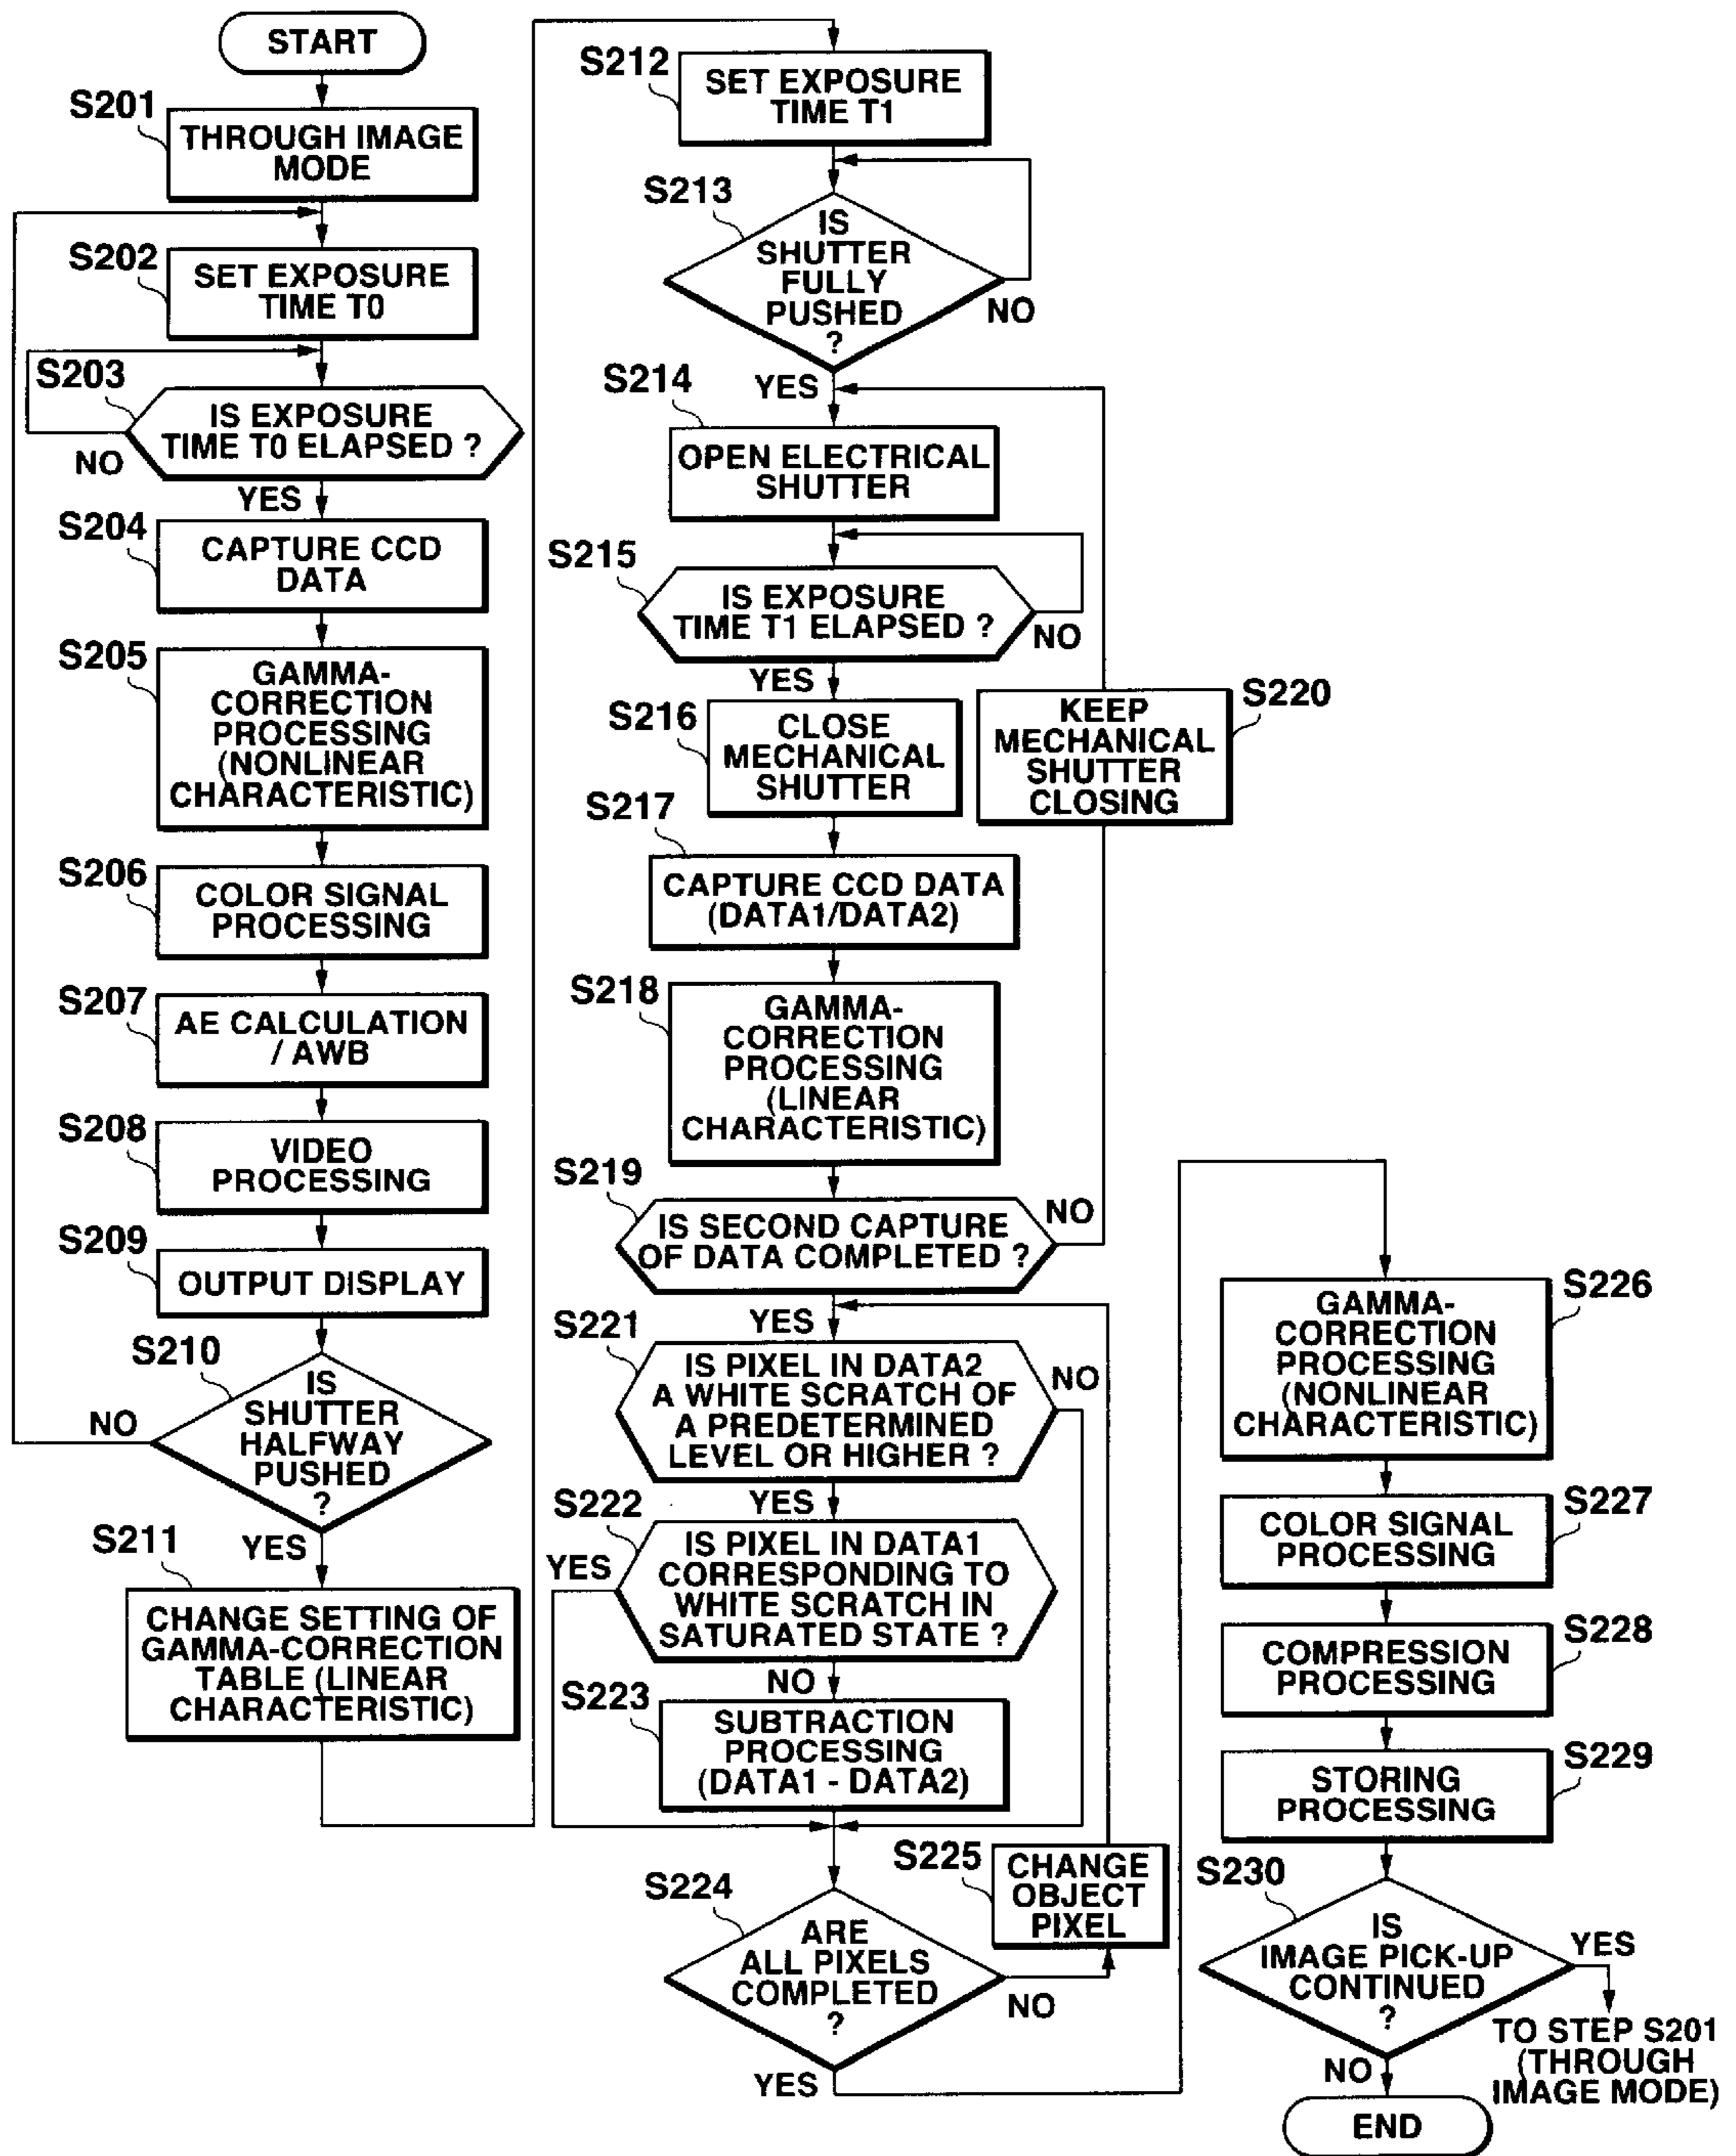 START
S201
THROUGH IMAGE
MODE
S202
SET EXPOSURE
TIME T0
S203
IS EXPOSURE
TIME T0 ELAPSED ?
NO
YES
S204
CAPTURE CCD
DATA
S205
GAMMA-
CORRECTION
PROCESSING
(NONLINEAR
CHARACTERISTIC)
S206
COLOR SIGNAL
PROCESSING
S207
AE CALCULATION
/ AWB
S208
VIDEO
PROCESSING
S209
OUTPUT DISPLAY
S210
IS
SHUTTER
HALFWAY
PUSHED
?
NO
YES
S211
CHANGE SETTING OF
GAMMA-CORRECTION
TABLE (LINEAR
CHARACTERISTIC)
S212
SET EXPOSURE
TIME T1
S213
IS
SHUTTER
FULLY
PUSHED
?
NO
YES
S214
OPEN ELECTRICAL
SHUTTER
S215
IS EXPOSURE
TIME T1 ELAPSED ?
NO
YES
S216
CLOSE
MECHANICAL
SHUTTER
S217
CAPTURE CCD DATA
(DATA1/DATA2)
S218
GAMMA-
CORRECTION
PROCESSING
(LINEAR
CHARACTERISTIC)
S219
IS SECOND CAPTURE
OF DATA COMPLETED ?
NO
YES
S220
KEEP
MECHANICAL
SHUTTER
CLOSING
S221
IS PIXEL IN DATA2
A WHITE SCRATCH OF
A PREDETERMINED
LEVEL OR HIGHER ?
NO
YES
S222
IS PIXEL IN DATA1
CORRESPONDING TO
WHITE SCRATCH IN
SATURATED STATE ?
YES
NO
S223
SUBTRACTION
PROCESSING
(DATA1 - DATA2)
S224
ARE
ALL PIXELS
COMPLETED
?
NO
YES
S225
CHANGE
OBJECT
PIXEL
S226
GAMMA-
CORRECTION
PROCESSING
(NONLINEAR
CHARACTERISTIC)
S227
COLOR SIGNAL
PROCESSING
S228
COMPRESSION
PROCESSING
S229
STORING
PROCESSING
S230
IS
IMAGE PICK-UP
CONTINUED
?
YES
TO STEP S201
(THROUGH
IMAGE MODE)
NO
END